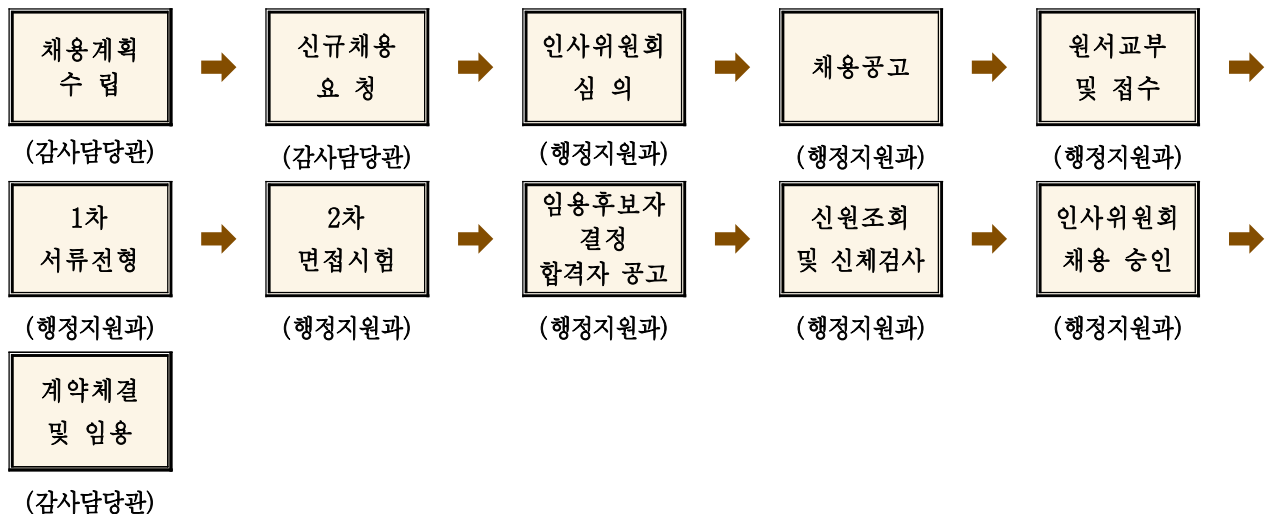 채용계획
수 립
(감사담당관)
신규채용
요 청
(감사담당관)
인사위원회
심 의
(행정지원과)
채용공고
(행정지원과)
원서교부
및 접수
(행정지원과)
1차
서류전형
(행정지원과)
2차
면접시험
(행정지원과)
임용후보자
결정
합격자 공고
(행정지원과)
신원조회
및 신체검사
(행정지원과)
인사위원회
채용 승인
(행정지원과)
계약체결
및 임용
(감사담당관)